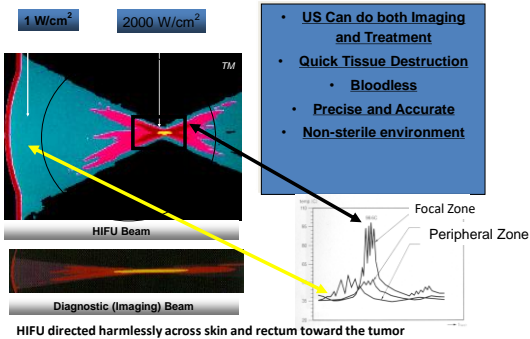 1 W/cm²
2000 W/cm²
TM
HIFU Beam
Diagnostic (Imaging) Beam
• US Can do both Imaging
and Treatment
• Quick Tissue Destruction
• Bloodless
• Precise and Accurate
• Non-sterile environment
Focal Zone
Peripheral Zone
HIFU directed harmlessly across skin and rectum toward the tumor